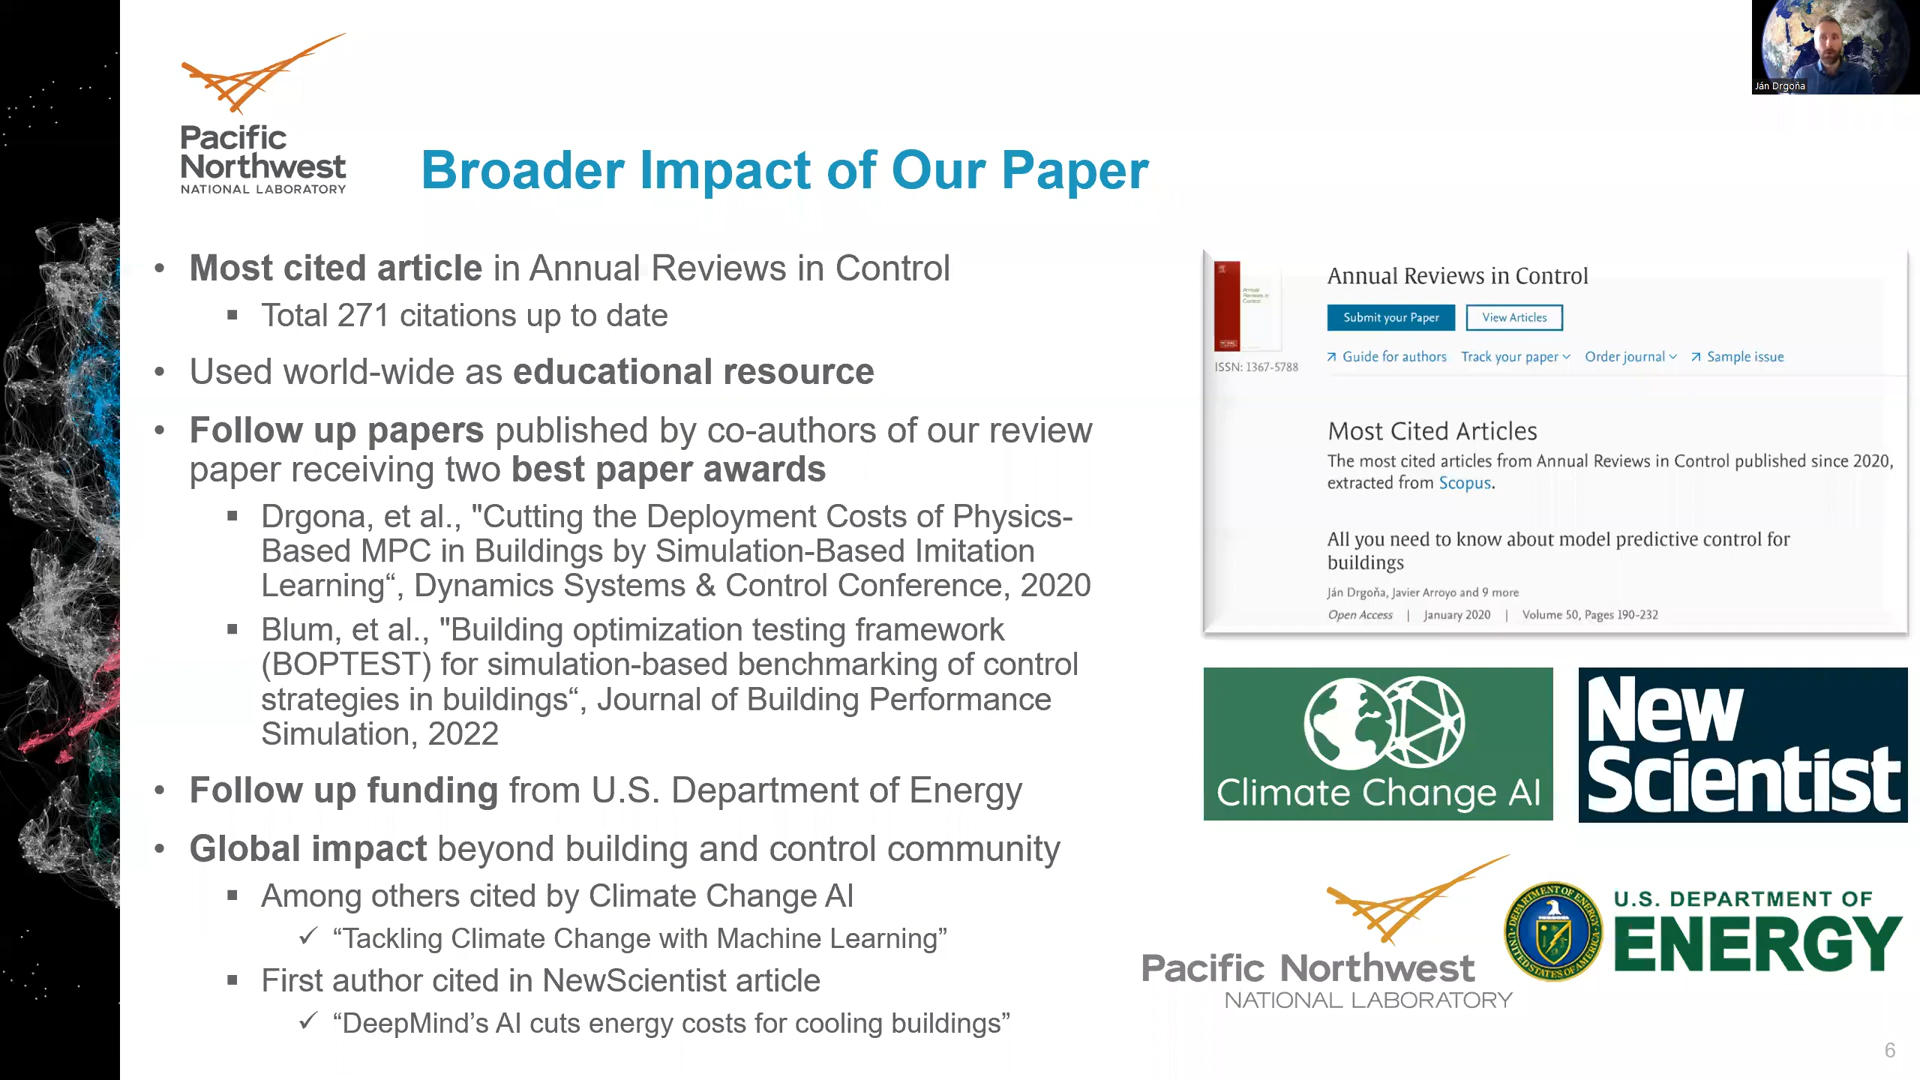 Ján Drgoňa
Pacific
Northwest
NATIONAL LABORATORY
Broader Impact of Our Paper
• Most cited article in Annual Reviews in Control
▪ Total 271 citations up to date
• Used world-wide as educational resource
• Follow up papers published by co-authors of our review
paper receiving two best paper awards
▪ Drgona, et al., "Cutting the Deployment Costs of Physics-
Based MPC in Buildings by Simulation-Based Imitation
Learning“, Dynamics Systems & Control Conference, 2020
▪ Blum, et al., "Building optimization testing framework
(BOPTEST) for simulation-based benchmarking of control
strategies in buildings“, Journal of Building Performance
Simulation, 2022
• Follow up funding from U.S. Department of Energy
• Global impact beyond building and control community
▪ Among others cited by Climate Change AI
✓ “Tackling Climate Change with Machine Learning”
▪ First author cited in NewScientist article
✓ “DeepMind’s AI cuts energy costs for cooling buildings”
Annual Reviews in Control
Submit your Paper View Articles
Guide for authors Track your paper Order journal Sample issue
ISSN: 1367-5788
Most Cited Articles
The most cited articles from Annual Reviews in Control published since 2020,
extracted from Scopus.
All you need to know about model predictive control for
buildings
Ján Drgoňa, Javier Arroyo and 9 more
Open Access | January 2020 | Volume 50, Pages 190-232
Climate Change AI
New
Scientist
Pacific Northwest
NATIONAL LABORATORY
U.S. DEPARTMENT OF
ENERGY
6